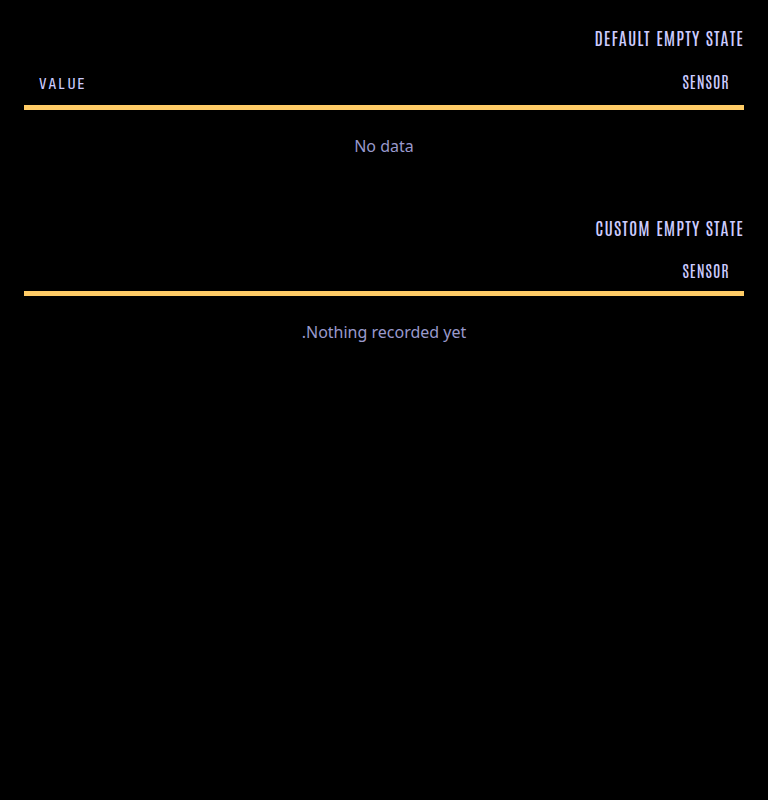 DEFAULT EMPTY STATE
VALUE SENSOR
No data
CUSTOM EMPTY STATE
SENSOR
.Nothing recorded yet